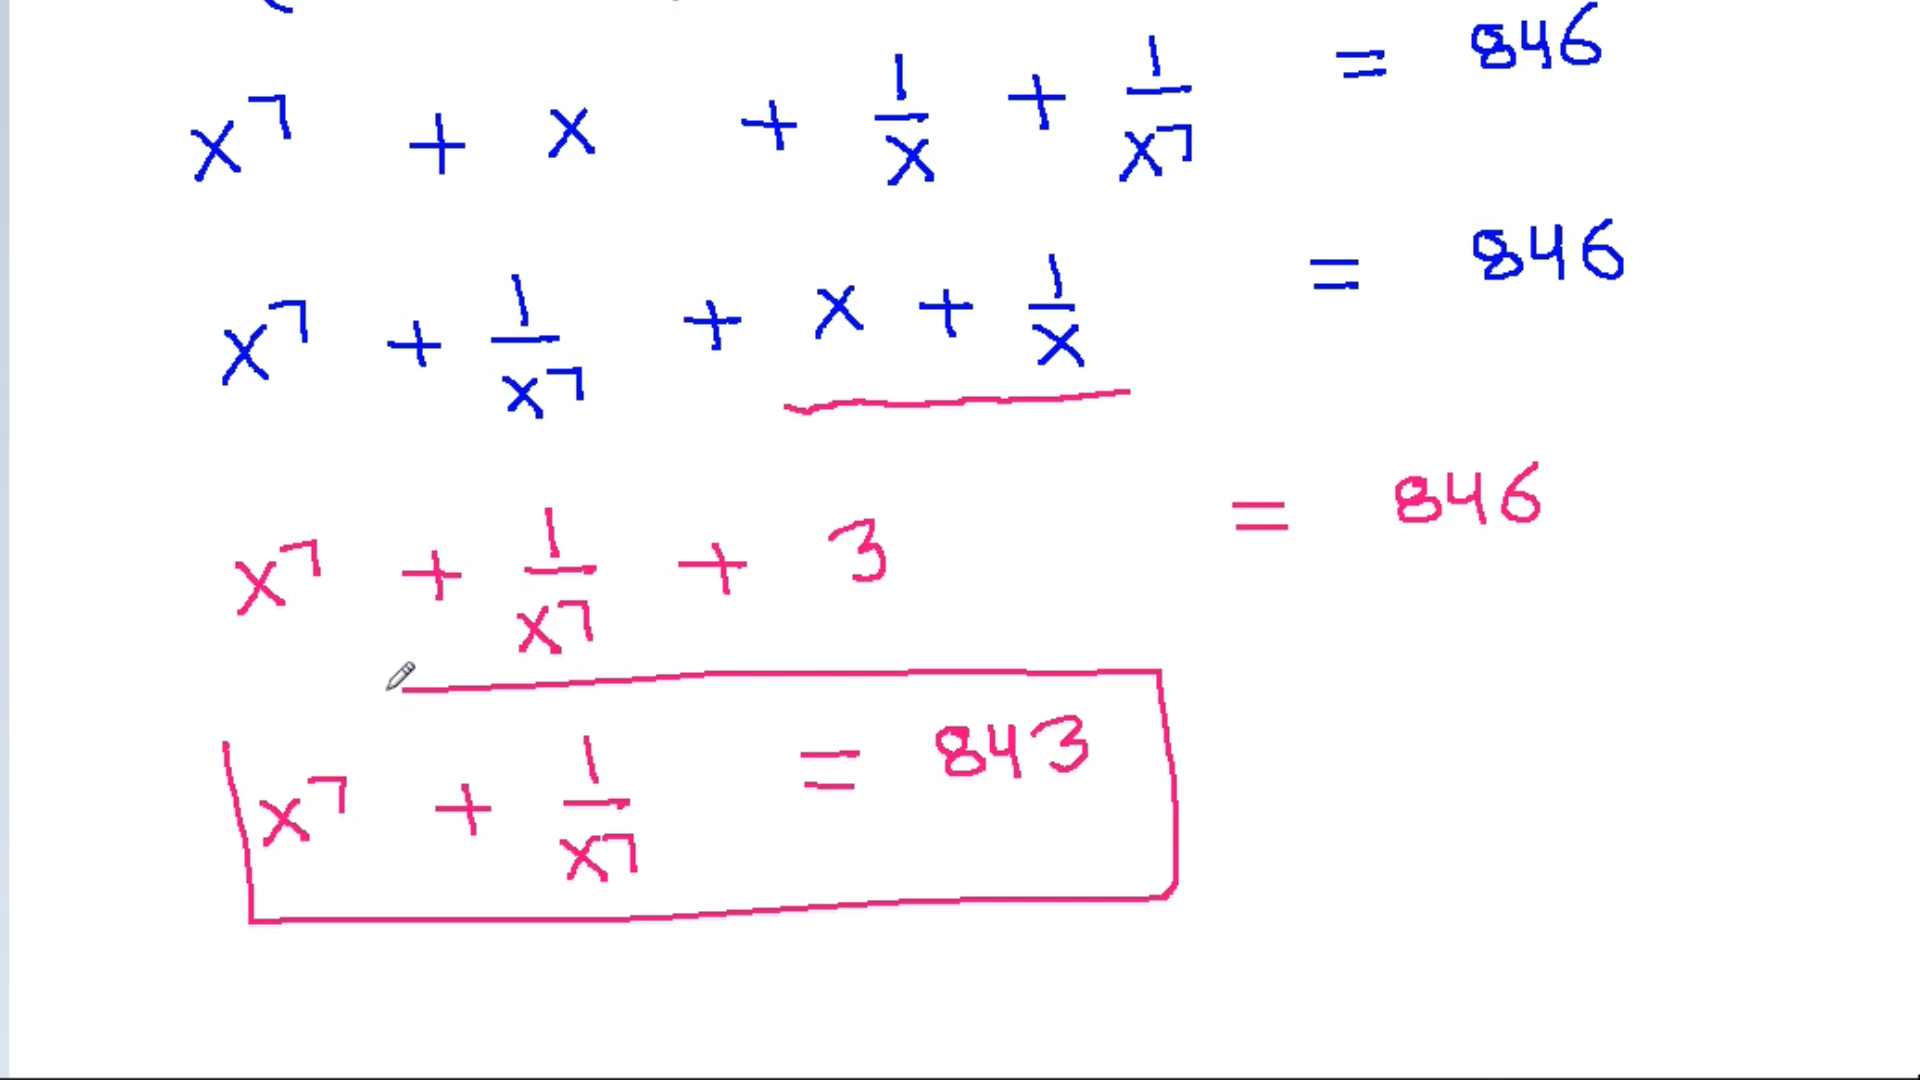 x⁷ + x + 1/x + 1/x⁷ = 846
x⁷ + 1/x⁷ + x + 1/x = 846
x⁷ + 1/x⁷ + 3 = 846
x⁷ + 1/x⁷ = 843